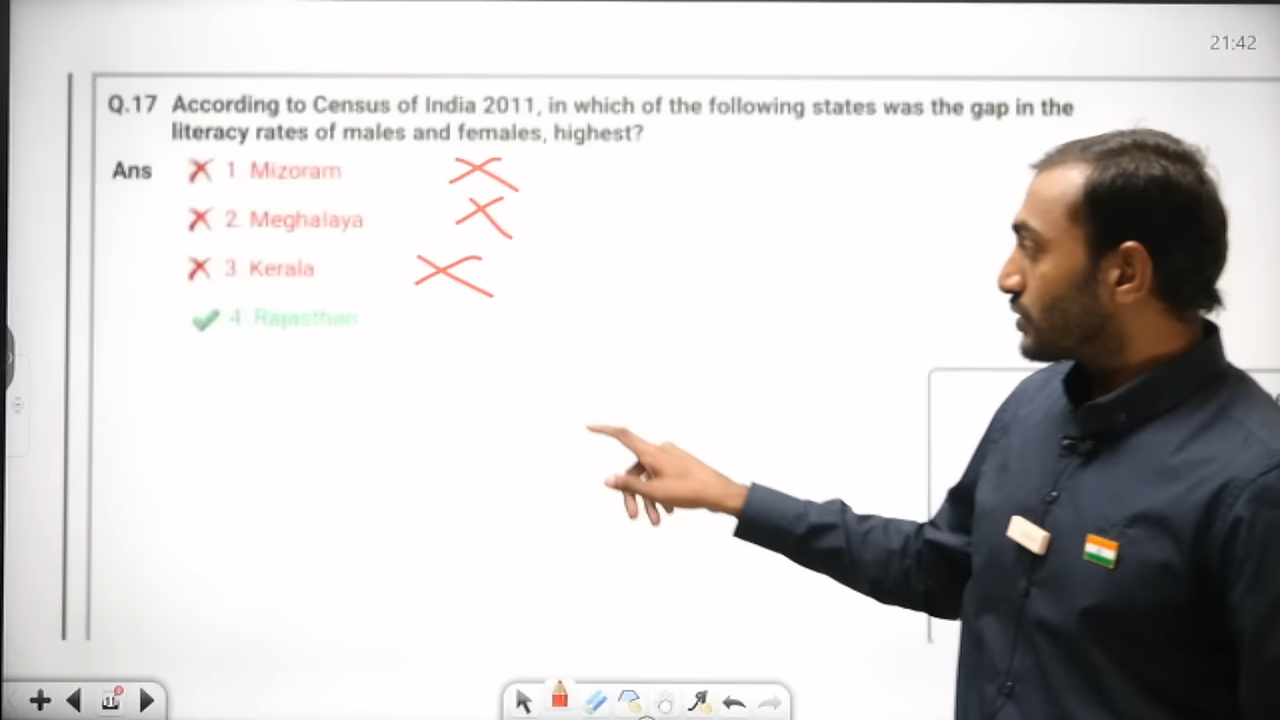 21:42
Q.17 According to Census of India 2011, in which of the following states was the gap in the
literacy rates of males and females, highest?
Ans 1. Mizoram
2. Meghalaya
3. Kerala
4. Rajasthan